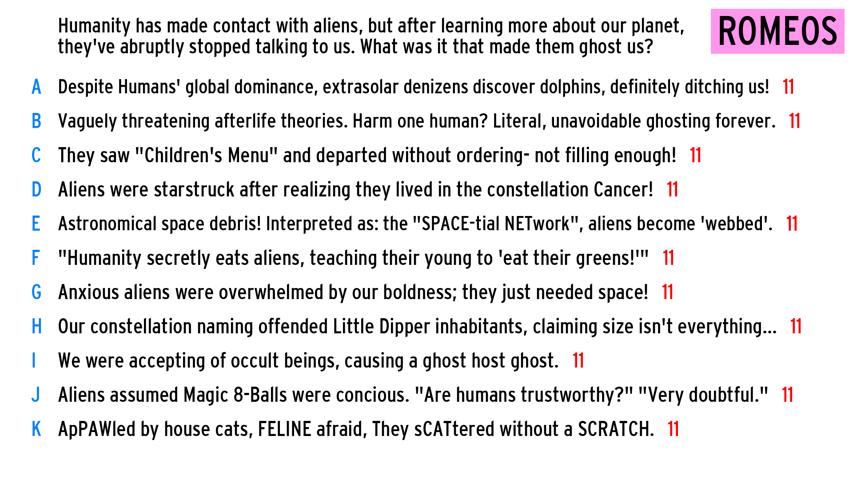 Humanity has made contact with aliens, but after learning more about our planet,
they've abruptly stopped talking to us. What was it that made them ghost us?
ROMEOS
A Despite Humans' global dominance, extrasolar denizens discover dolphins, definitely ditching us! 11
B Vaguely threatening afterlife theories. Harm one human? Literal, unavoidable ghosting forever. 11
C They saw "Children's Menu" and departed without ordering- not filling enough! 11
D Aliens were starstruck after realizing they lived in the constellation Cancer! 11
E Astronomical space debris! Interpreted as: the "SPACE-tial NETwork", aliens become 'webbed'. 11
F "Humanity secretly eats aliens, teaching their young to 'eat their greens!'" 11
G Anxious aliens were overwhelmed by our boldness; they just needed space! 11
H Our constellation naming offended Little Dipper inhabitants, claiming size isn't everything... 11
I We were accepting of occult beings, causing a ghost host ghost. 11
J Aliens assumed Magic 8-Balls were concious. "Are humans trustworthy?" "Very doubtful." 11
K ApPAWled by house cats, FELINE afraid, They sCATtered without a SCRATCH. 11